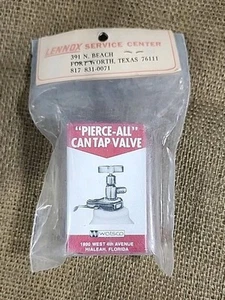 LENNOX SERVICE CENTER
391 N. BEACH
FORT WORTH, TEXAS 76111
817 831-0071
"PIERCE-ALL"
CAN TAP VALVE
WATSCO
1800 WEST 4th AVENUE
HIALEAH, FLORIDA